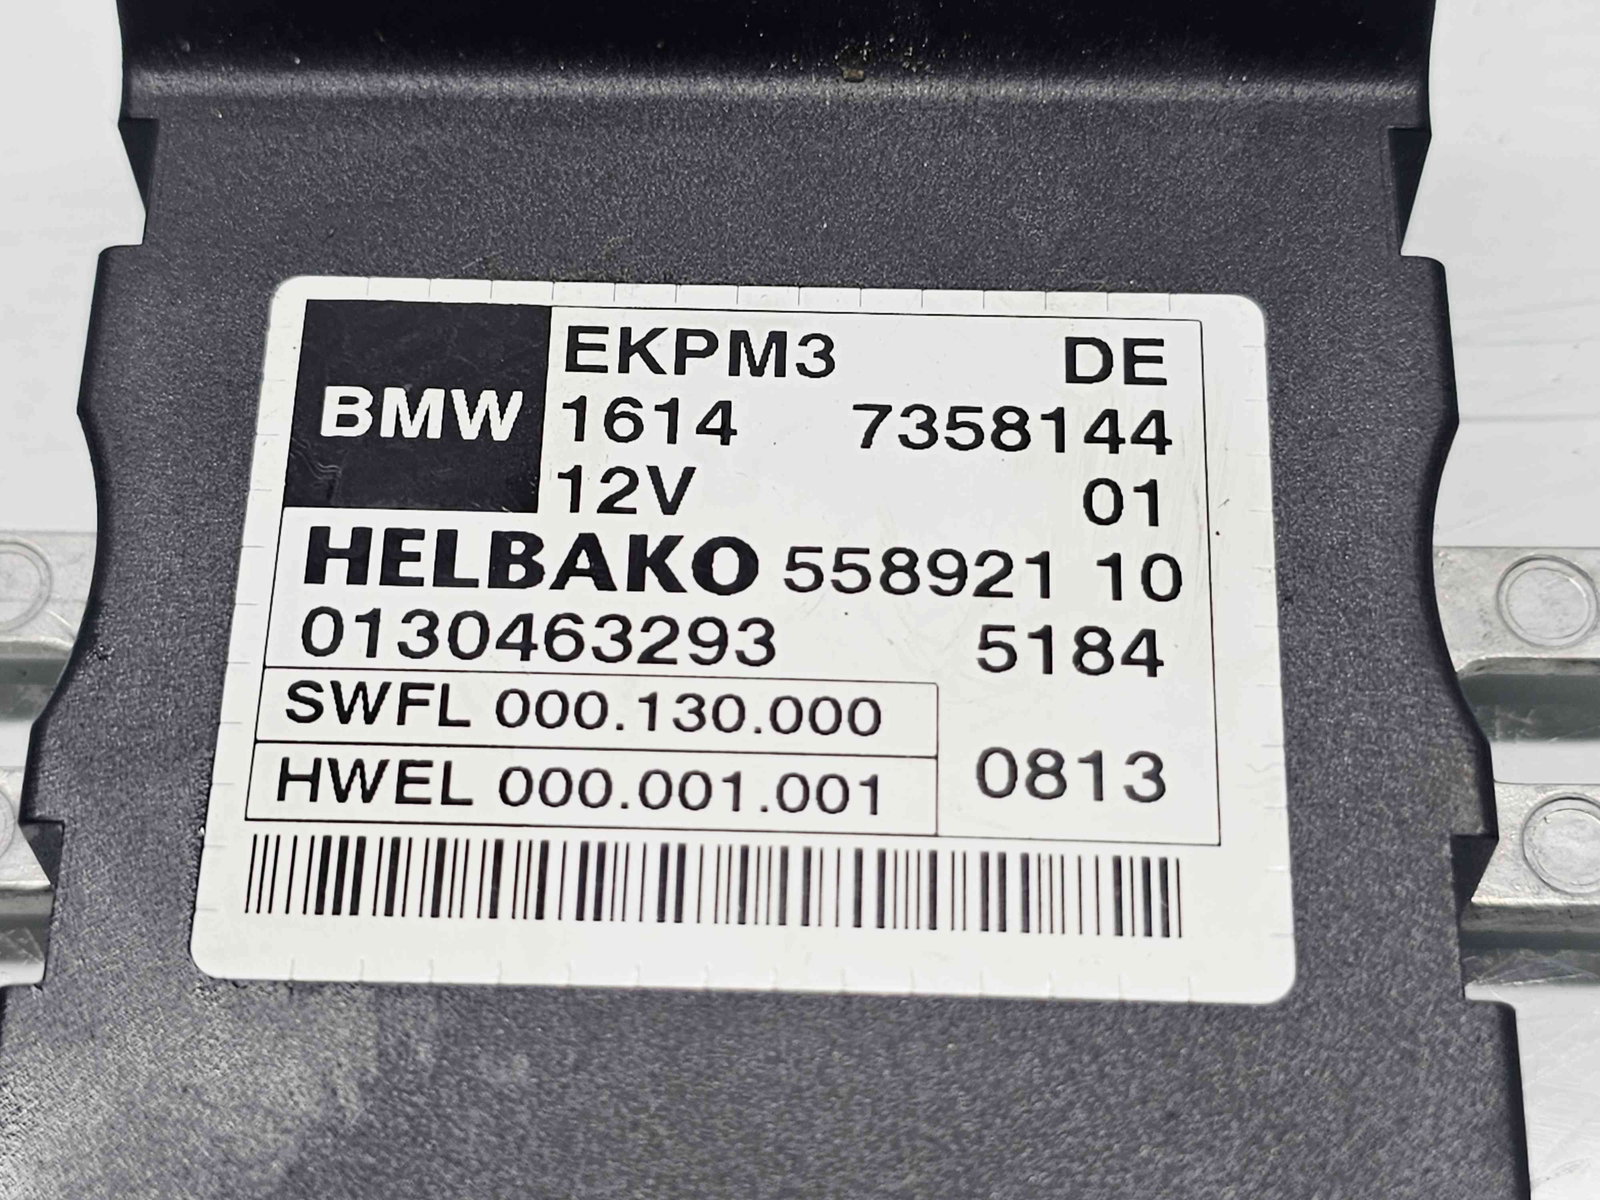 BMW
EKPM3 DE
1614 7358144
12V 01
HELBAKO 558921 10
0130463293 5184
SWFL 000.130.000
HWEL 000.001.001
0813